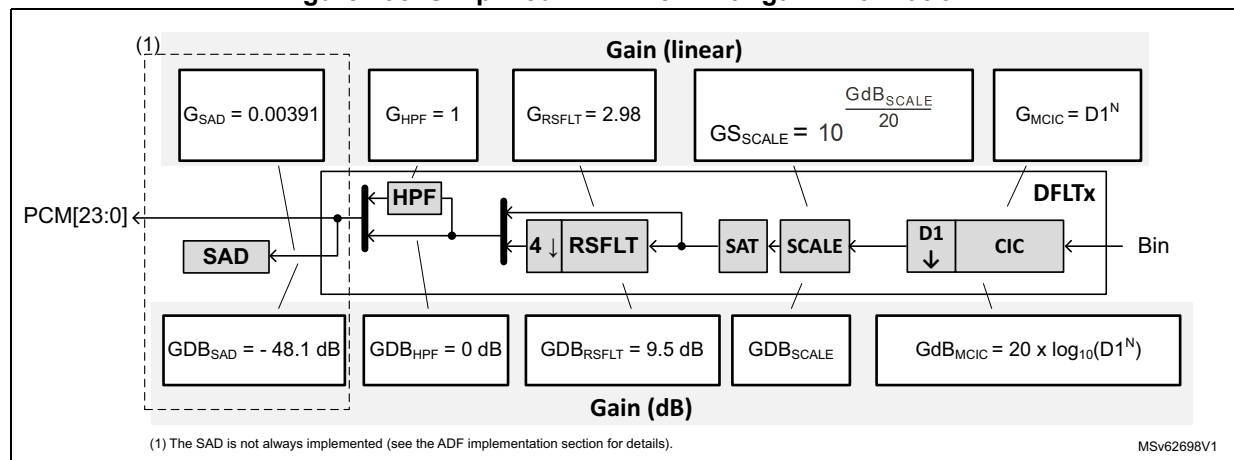 (1)
Gain (linear)
G_SAD = 0.00391
G_HPF = 1
G_RSFLT = 2.98
GS_SCALE = 10^(GdB_SCALE/20)
G_MCIC = D1^N
DFLTx
HPF
PCM[23:0]
SAD
4 ↓ RSFLT
SAT
SCALE
D1 ↓
CIC
Bin
GDB_SAD = - 48.1 dB
GDB_HPF = 0 dB
GDB_RSFLT = 9.5 dB
GDB_SCALE
GdB_MCIC = 20 x log_10(D1^N)
Gain (dB)
(1) The SAD is not always implemented (see the ADF implementation section for details).
MSv62698V1